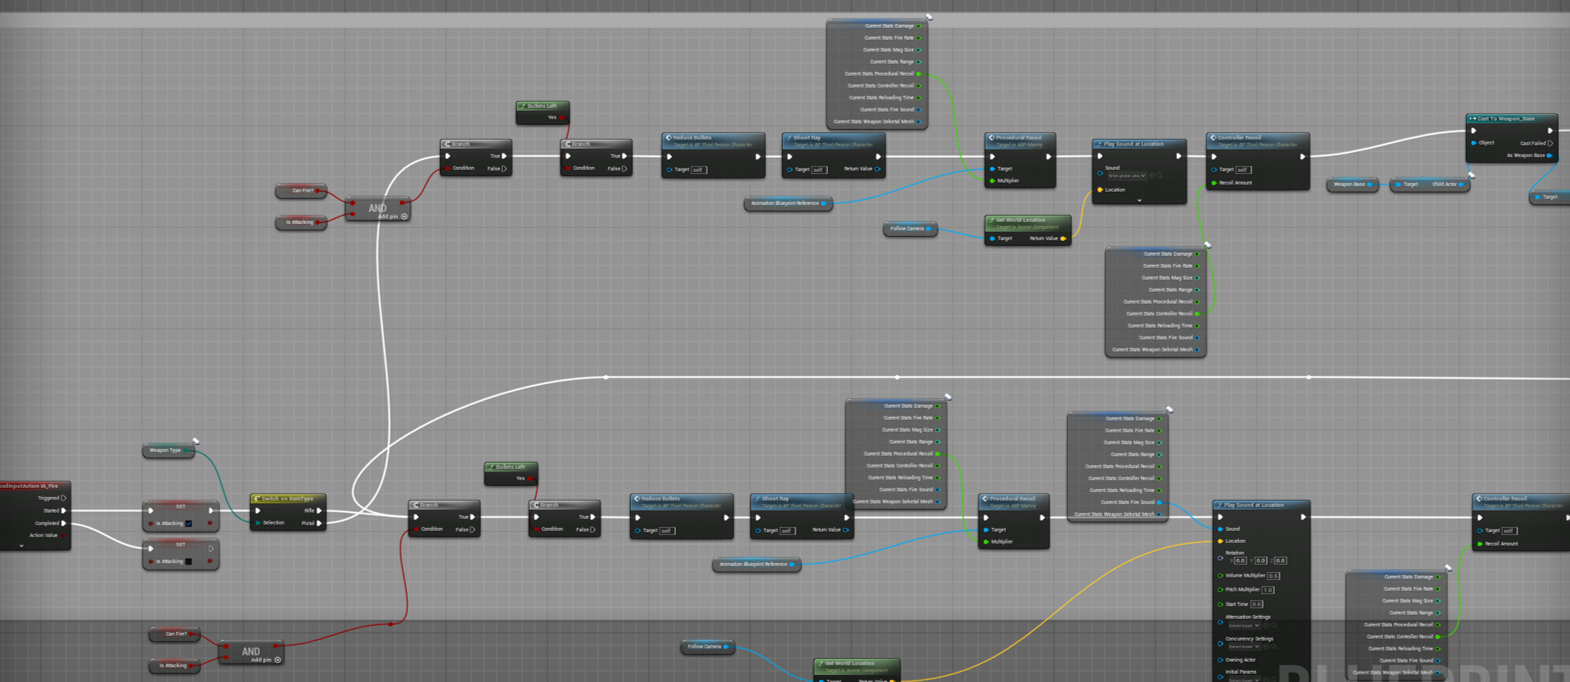 Current Stats Damage
Current Stats Fire Rate
Current Stats Mag Size
Current Stats Range
Current Stats Procedural Recoil
Current Stats Controller Recoil
Current Stats Reloading Time
Current Stats Fire Sound
Current Stats Weapon Seketal Mesh
Bullets Left
Yes
Branch
True
Condition
False
Branch
True
Condition
False
Reduce Bullets
Target is BP Third Person Character
Target self
Shoot Ray
Target is BP Third Person Character
Target self
Return Value
Procedural Recoil
Target is ABP Manny
Target
Multiplier
Play Sound at Location
Sound
Location
Controller Recoil
Target is BP Third Person Character
Target self
Recoil Amount
Cast To Weapon_Base
Cast Failed
Object
As Weapon Base
Weapon Base
Target
Child Actor
Target
Can Fire?
Is Attacking
AND
Add pin
Animation Blueprint Reference
Follow Camera
Get World Location
Target is Scene Component
Target
Return Value
Current Stats Damage
Current Stats Fire Rate
Current Stats Mag Size
Current Stats Range
Current Stats Procedural Recoil
Current Stats Controller Recoil
Current Stats Reloading Time
Current Stats Fire Sound
Current Stats Weapon Seketal Mesh
Current Stats Damage
Current Stats Fire Rate
Current Stats Mag Size
Current Stats Range
Current Stats Procedural Recoil
Current Stats Controller Recoil
Current Stats Reloading Time
Current Stats Fire Sound
Current Stats Weapon Seketal Mesh
Current Stats Damage
Current Stats Fire Rate
Current Stats Mag Size
Current Stats Range
Current Stats Procedural Recoil
Current Stats Controller Recoil
Current Stats Reloading Time
Current Stats Fire Sound
Current Stats Weapon Seketal Mesh
Weapon Type
IA_Fire
Triggered
Started
Completed
Action Value
SET
Is Attacking
SET
Is Attacking
Rifle
Selection
Pistol
Bullets Left
Yes
Branch
True
Condition
False
Branch
True
Condition
False
Reduce Bullets
Target is BP Third Person Character
Target self
Shoot Ray
Target is BP Third Person Character
Target self
Return Value
Procedural Recoil
Target is ABP Manny
Target
Multiplier
Play Sound at Location
Sound
Location
Rotation
X 0.0 Y 0.0 Z 0.0
Volume Multiplier
Pitch Multiplier 1.0
Start Time 0.0
Attenuation Settings
Concurrency Settings
Owning Actor
Initial Params
Controller Recoil
Target is BP Third Person Character
Target self
Recoil Amount
Current Stats Damage
Current Stats Fire Rate
Current Stats Mag Size
Current Stats Range
Current Stats Procedural Recoil
Current Stats Controller Recoil
Current Stats Reloading Time
Current Stats Fire Sound
Current Stats Weapon Seketal Mesh
Animation Blueprint Reference
Can Fire?
Is Attacking
AND
Add pin
Follow Camera
Get World Location
Target is Scene Component
Target
Return Value